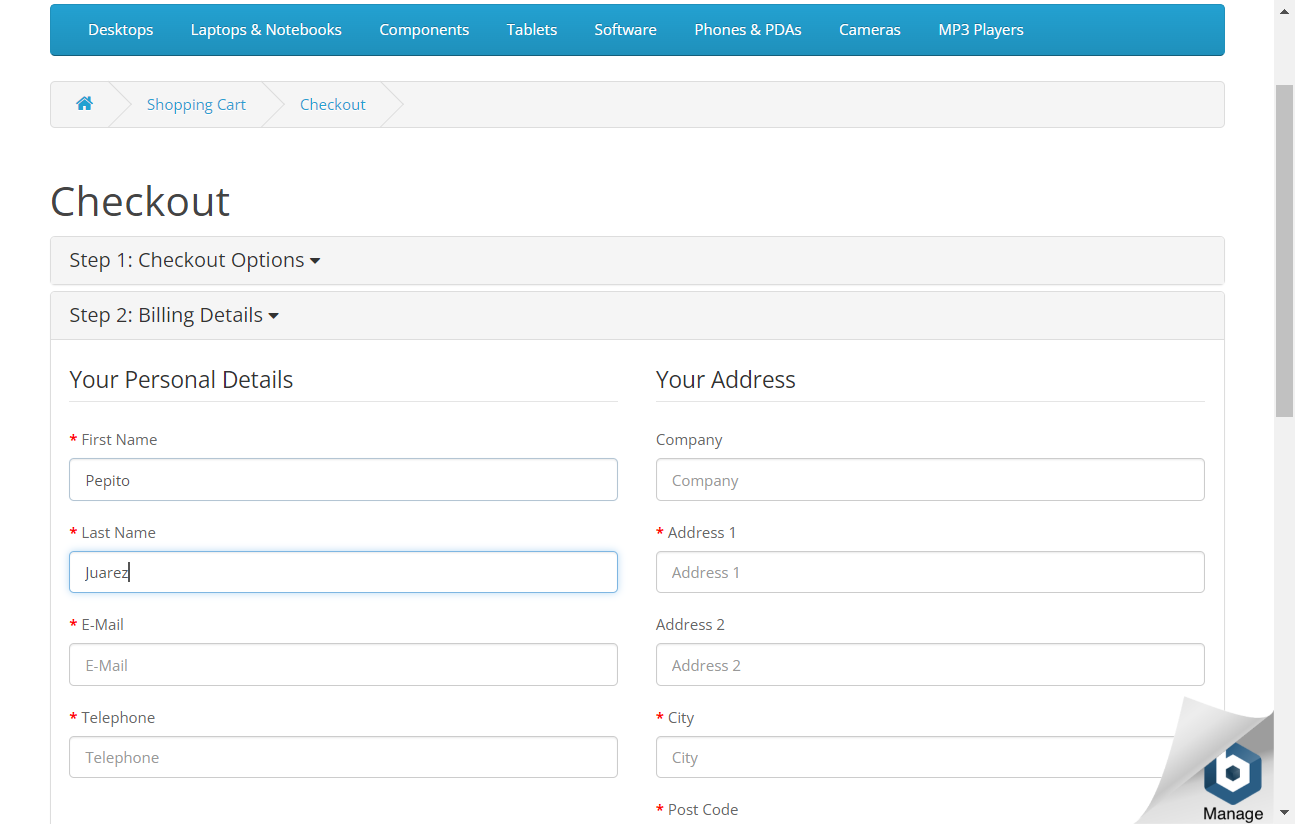 Desktops Laptops & Notebooks Components Tablets Software Phones & PDAs Cameras MP3 Players
Shopping Cart Checkout
Checkout
Step 1: Checkout Options
Step 2: Billing Details
Your Personal Details
* First Name
Pepito
* Last Name
Juarez
* E-Mail
E-Mail
* Telephone
Telephone
Your Address
Company
Company
* Address 1
Address 1
Address 2
Address 2
* City
City
* Post Code
Manage